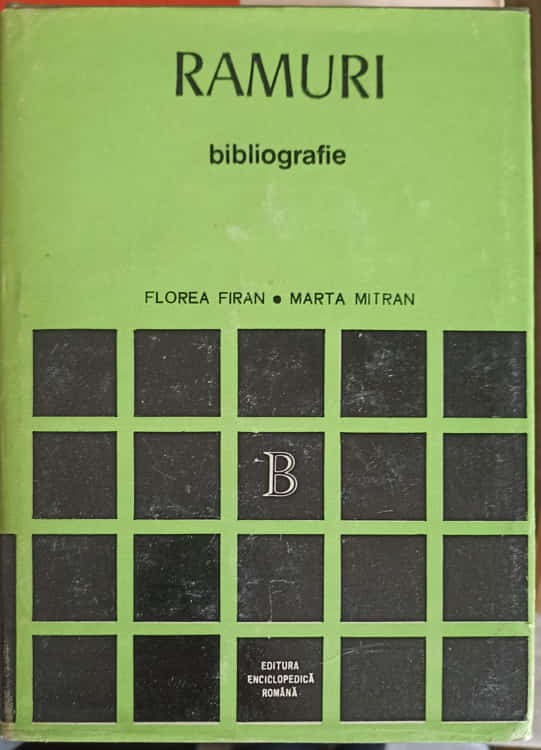 RAMURI
bibliografie
FLOREA FIRAN • MARTA MITRAN
B
EDITURA
ENCICLOPEDICĂ
ROMÂNĂ